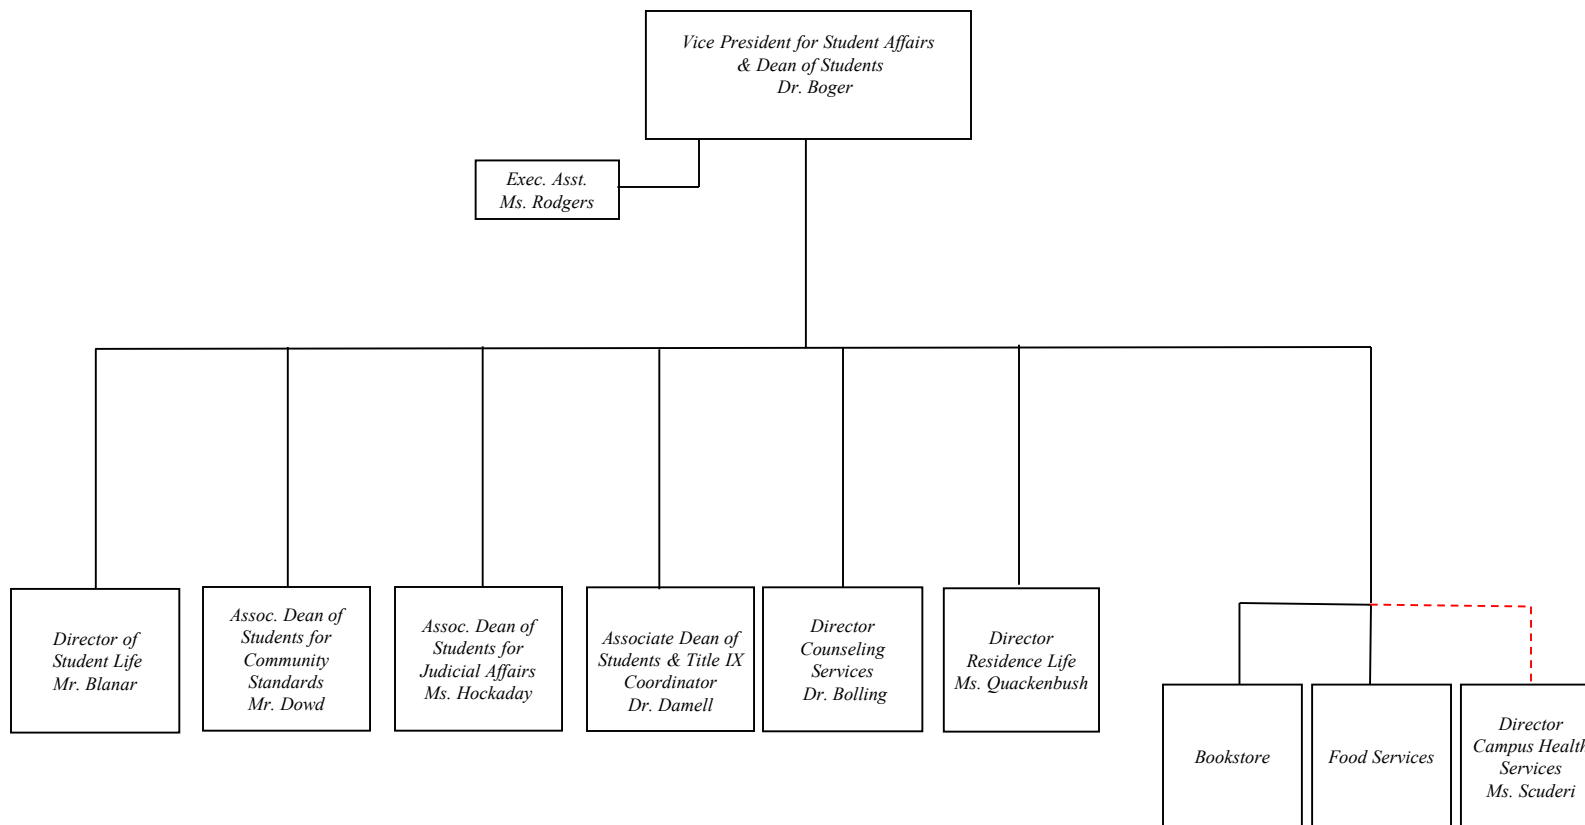 Vice President for Student Affairs
& Dean of Students
Dr. Boger
Exec. Asst.
Ms. Rodgers
Director of
Student Life
Mr. Blanar
Assoc. Dean of
Students for
Community
Standards
Mr. Dowd
Assoc. Dean of
Students for
Judicial Affairs
Ms. Hockaday
Associate Dean of
Students & Title IX
Coordinator
Dr. Damell
Director
Counseling
Services
Dr. Bolling
Director
Residence Life
Ms. Quackenbush
Bookstore
Food Services
Director
Campus Health
Services
Ms. Scuderi